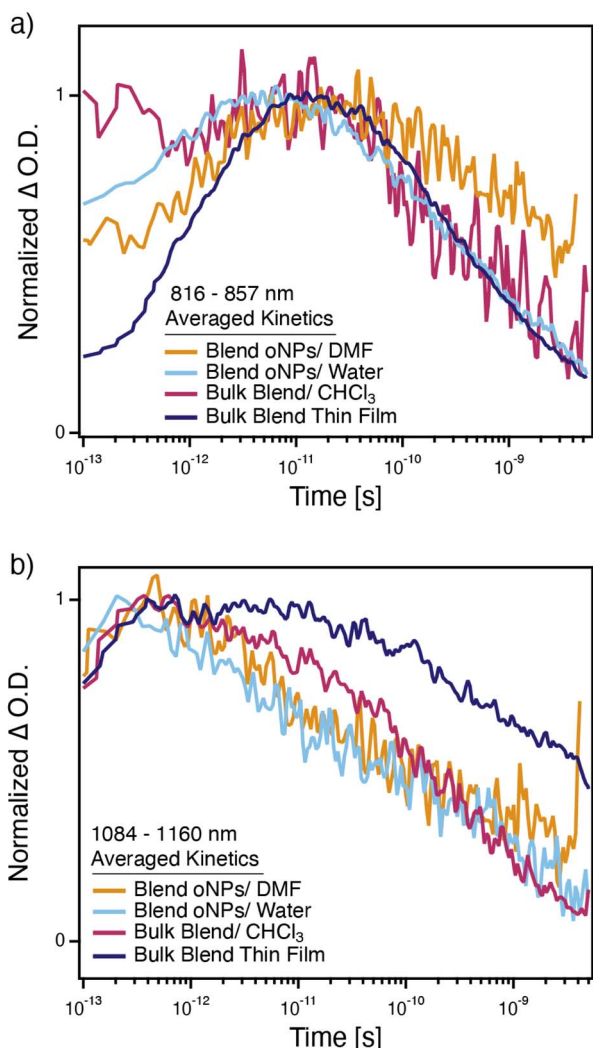 a)
Normalized Δ O.D.
1
0
816 - 857 nm
Averaged Kinetics
Blend oNPs/ DMF
Blend oNPs/ Water
Bulk Blend/ CHCl₃
Bulk Blend Thin Film
10⁻¹³ 10⁻¹² 10⁻¹¹ 10⁻¹⁰ 10⁻⁹
Time [s]
b)
Normalized Δ O.D.
1
0
1084 - 1160 nm
Averaged Kinetics
Blend oNPs/ DMF
Blend oNPs/ Water
Bulk Blend/ CHCl₃
Bulk Blend Thin Film
10⁻¹³ 10⁻¹² 10⁻¹¹ 10⁻¹⁰ 10⁻⁹
Time [s]